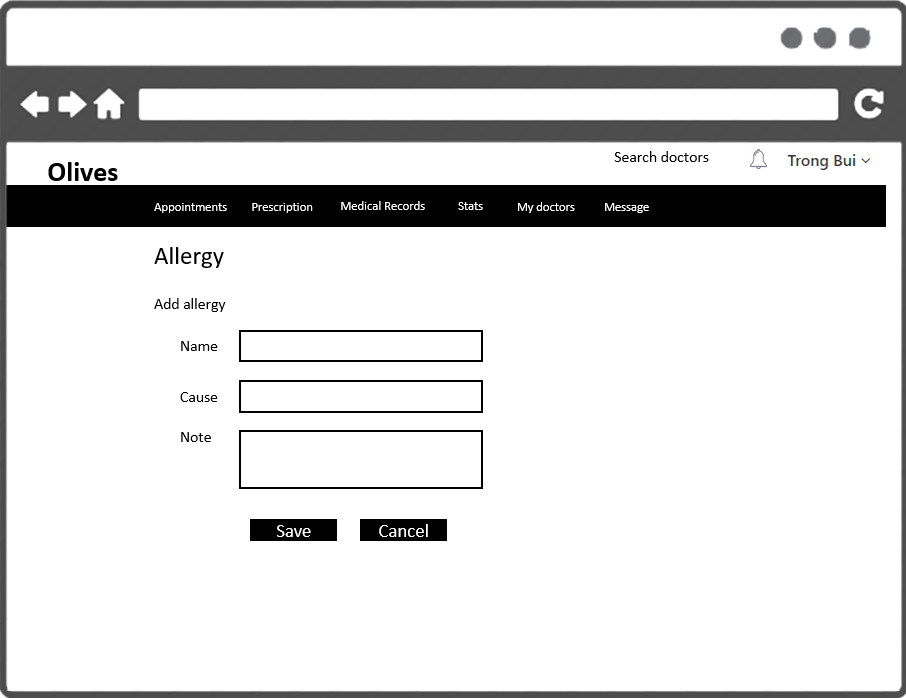 Search doctors
Trong Bui
Olives
Appointments Prescription Medical Records Stats My doctors Message
Allergy
Add allergy
Name
Cause
Note
Save Cancel